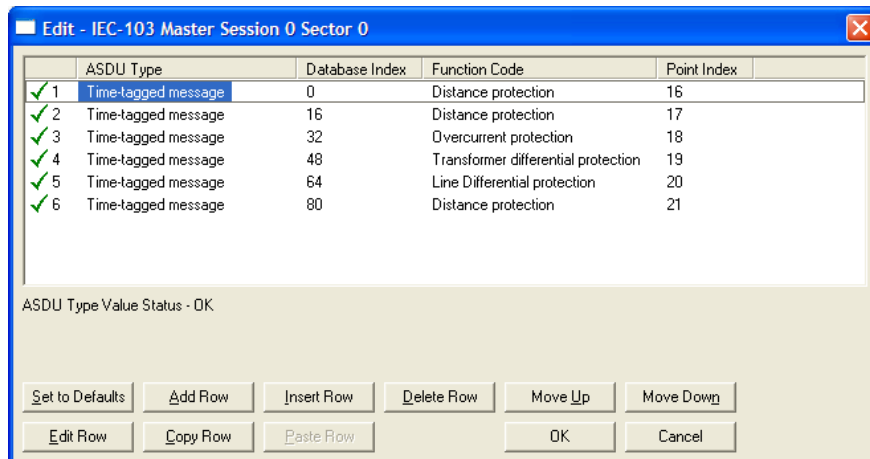 Edit - IEC-103 Master Session 0 Sector 0
ASDU Type Database Index Function Code Point Index
1 Time-tagged message 0 Distance protection 16
2 Time-tagged message 16 Distance protection 17
3 Time-tagged message 32 Overcurrent protection 18
4 Time-tagged message 48 Transformer differential protection 19
5 Time-tagged message 64 Line Differential protection 20
6 Time-tagged message 80 Distance protection 21
ASDU Type Value Status - OK
Set to Defaults Add Row Insert Row Delete Row Move Up Move Down
Edit Row Copy Row Paste Row OK Cancel